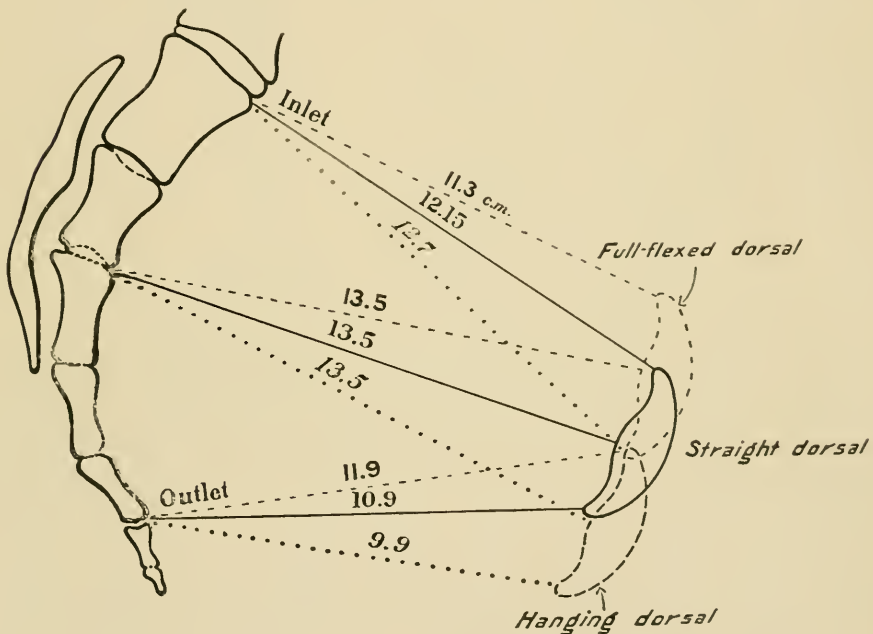 Inlet
11.3 c.m.
12.15
12.7
Full-flexed dorsal
13.5
13.5
13.5
Straight dorsal
11.9
Outlet
10.9
9.9
Hanging dorsal